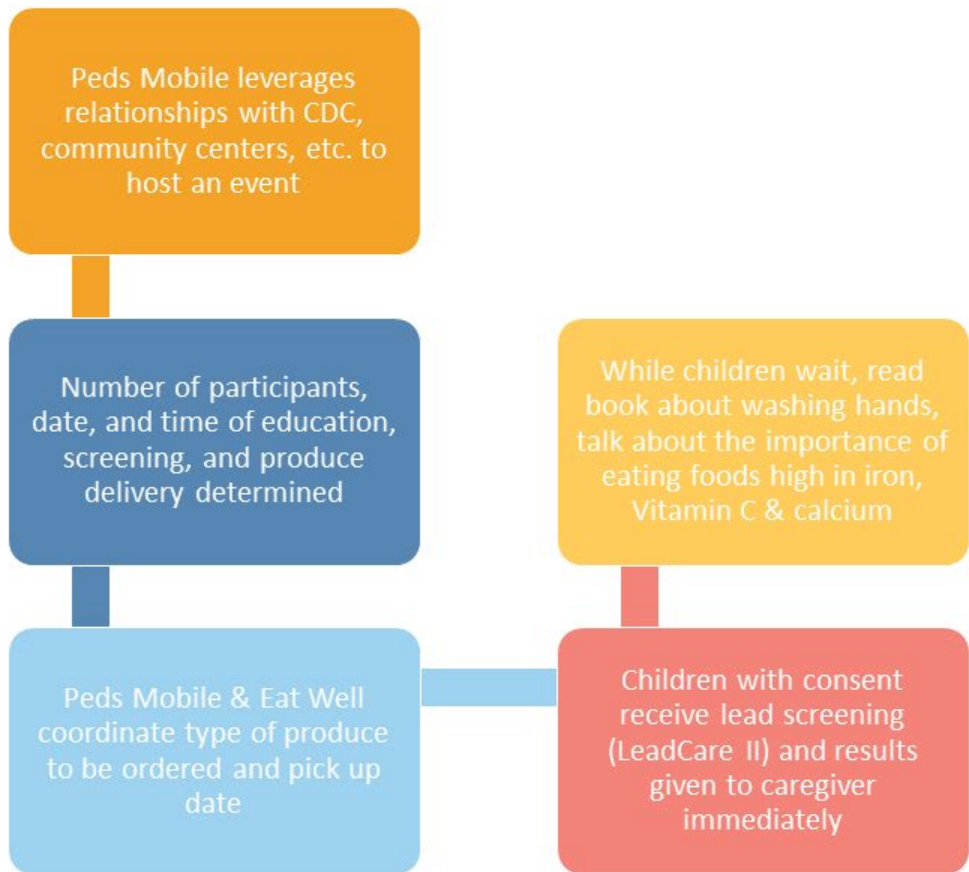 Peds Mobile leverages
relationships with CDC,
community centers, etc. to
host an event
Number of participants,
date, and time of education,
screening, and produce
delivery determined
Peds Mobile & Eat Well
coordinate type of produce
to be ordered and pick up
date
Children with consent
receive lead screening
(LeadCare II) and results
given to caregiver
immediately
While children wait, read
book about washing hands,
talk about the importance of
eating foods high in iron,
Vitamin C & calcium